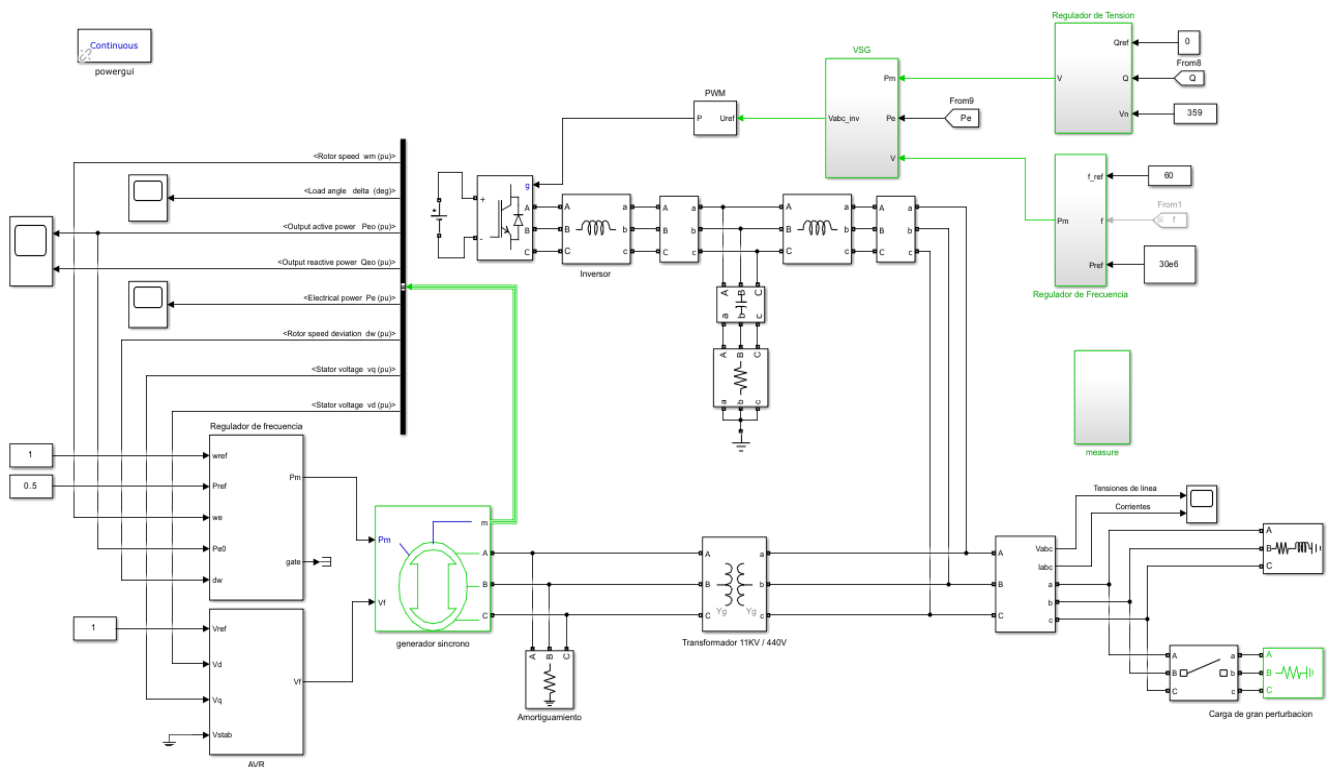 Continuous
powergui
Regulador de Tension
Qref
0
From8
V
Q
Q
Vn
359
VSG
Pm
Vabc_inv
Pe
V
From9
Pe
PWM
P
Uref
f_ref
60
From1
Pm
f
f
Pref
30e6
Regulador de Frecuencia
<Rotor speed wm (pu)>
<Load angle delta (deg)>
<Output active power Peo (pu)>
<Output reactive power Qeo (pu)>
<Electrical power Pe (pu)>
<Rotor speed deviation dw (pu)>
<Stator voltage vq (pu)>
<Stator voltage vd (pu)>
g
+
-
A
B
C
A
B
C
a
b
c
Inversor
A
B
C
a
b
c
A
B
C
a
b
c
A
B
C
a
b
c
A
B
C
a
b
c
A
B
C
a
b
c
measure
Regulador de frecuencia
1
wref
0.5
Pref
Pm
we
Pe0
gate
dw
1
Vref
Vd
Vf
Vq
Vstab
AVR
Pm
Vf
m
A
B
C
generador sincrono
A
B
C
Amortiguamiento
A
B
C
a
b
c
Yg
Yg
Transformador 11KV / 440V
A
B
C
Vabc
Iabc
a
b
c
Tensiones de línea
Corrientes
A
B
C
A
B
C
a
b
c
A
B
C
Carga de gran perturbacion